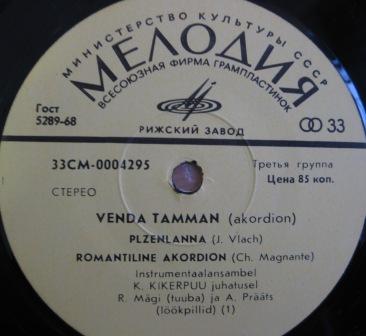 МИНИСТЕРСТВО КУЛЬТУРЫ СССР
МЕЛОДИЯ
ВСЕСОЮЗНАЯ ФИРМА ГРАМПЛАСТИНОК
Гост
5289-68
33
РИЖСКИЙ ЗАВОД
33СМ-0004295
Третья группа
СТЕРЕО
Цена 85 коп.
VENDA TAMMAN (akordion)
PLZENLANNA (J. Vlach)
ROMANTILINE AKORDION (Ch. Magnante)
Instrumentaalansambel
K. KIKERPUU juhatusel
R. Mägi (tuuba) ja A. Prääts
(löökpillid) (1)